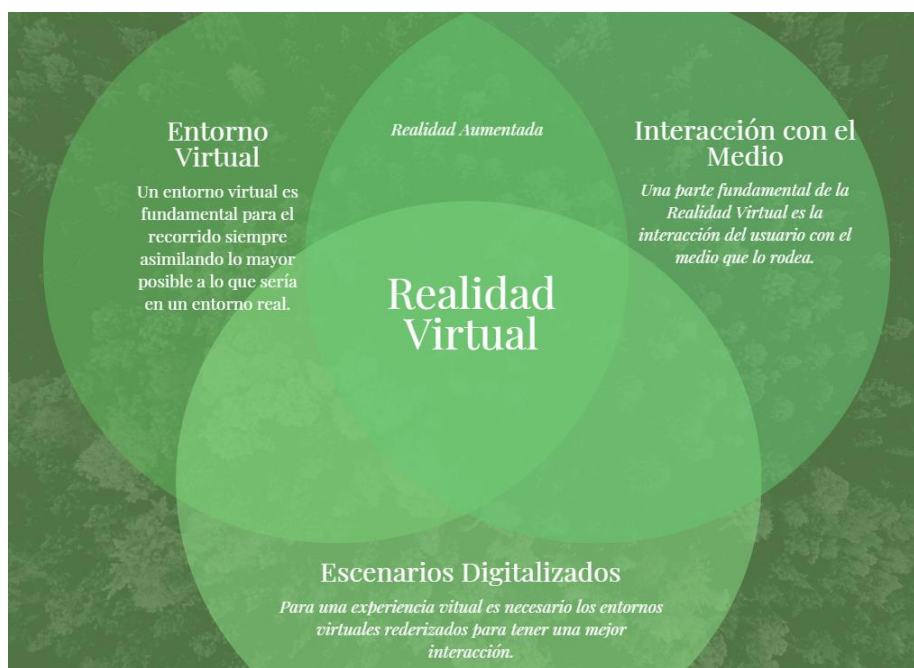 Entorno
Virtual
Un entorno virtual es
fundamental para el
recorrido siempre
asimilando lo mayor
posible a lo que sería
en un entorno real.
Realidad Aumentada
Interacción con el
Medio
Una parte fundamental de la
Realidad Virtual es la
interacción del usuario con el
medio que lo rodea.
Realidad
Virtual
Escenarios Digitalizados
Para una experiencia vitual es necesario los entornos
virtuales rederizados para tener una mejor
interacción.